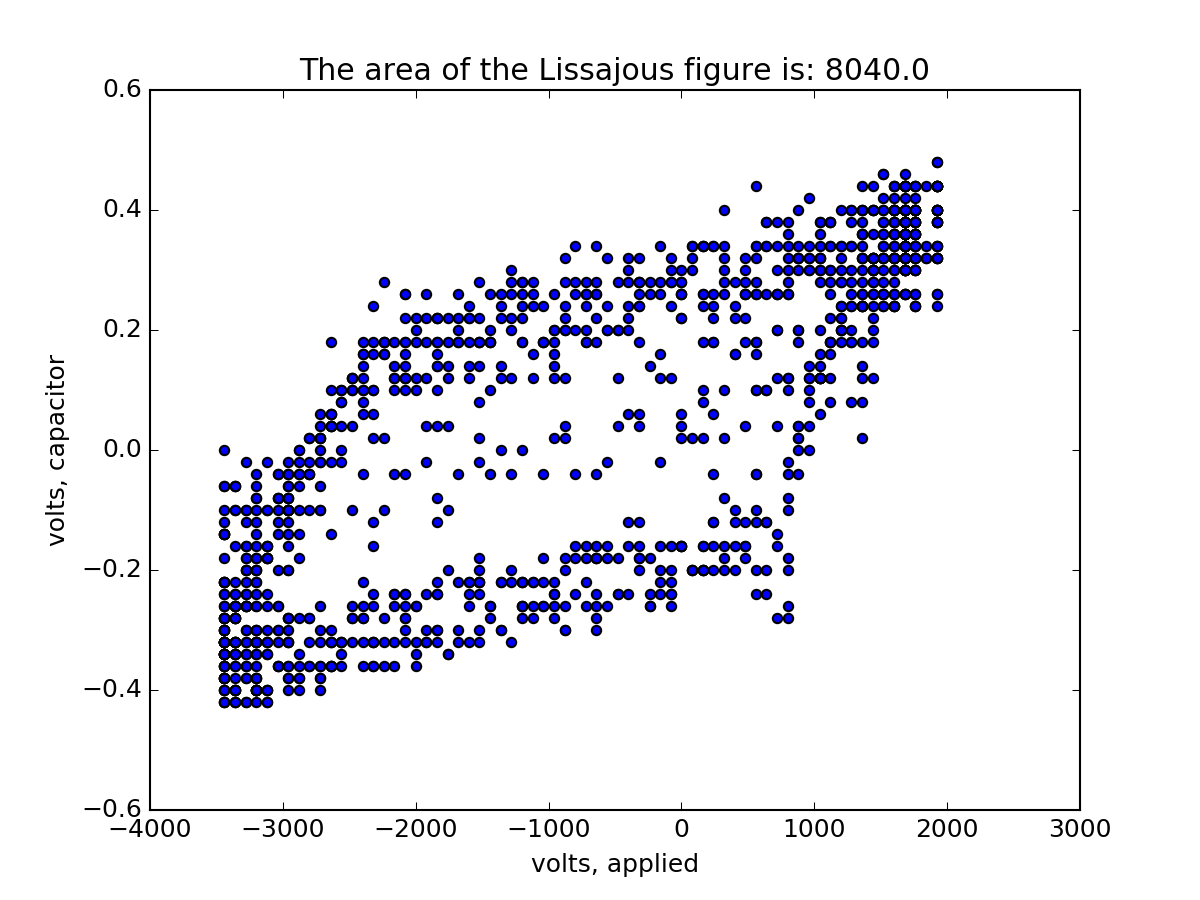 The area of the Lissajous figure is: 8040.0
0.6
0.4
0.2
0.0
−0.2
−0.4
−0.6
−4000 −3000 −2000 −1000 0 1000 2000 3000
volts, capacitor
volts, applied